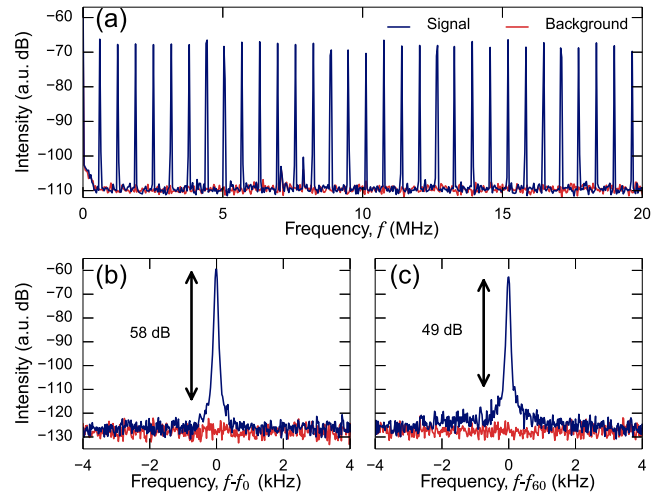 (a)
Signal
Background
Intensity (a.u. dB)
−60
−70
−80
−90
−100
−110
0
5
10
15
20
Frequency, f (MHz)
(b)
58 dB
Intensity (a.u. dB)
−60
−70
−80
−90
−100
−110
−120
−130
−4
−2
0
2
4
Frequency, f-f₀ (kHz)
(c)
49 dB
−4
−2
0
2
4
Frequency, f-f₆₀ (kHz)